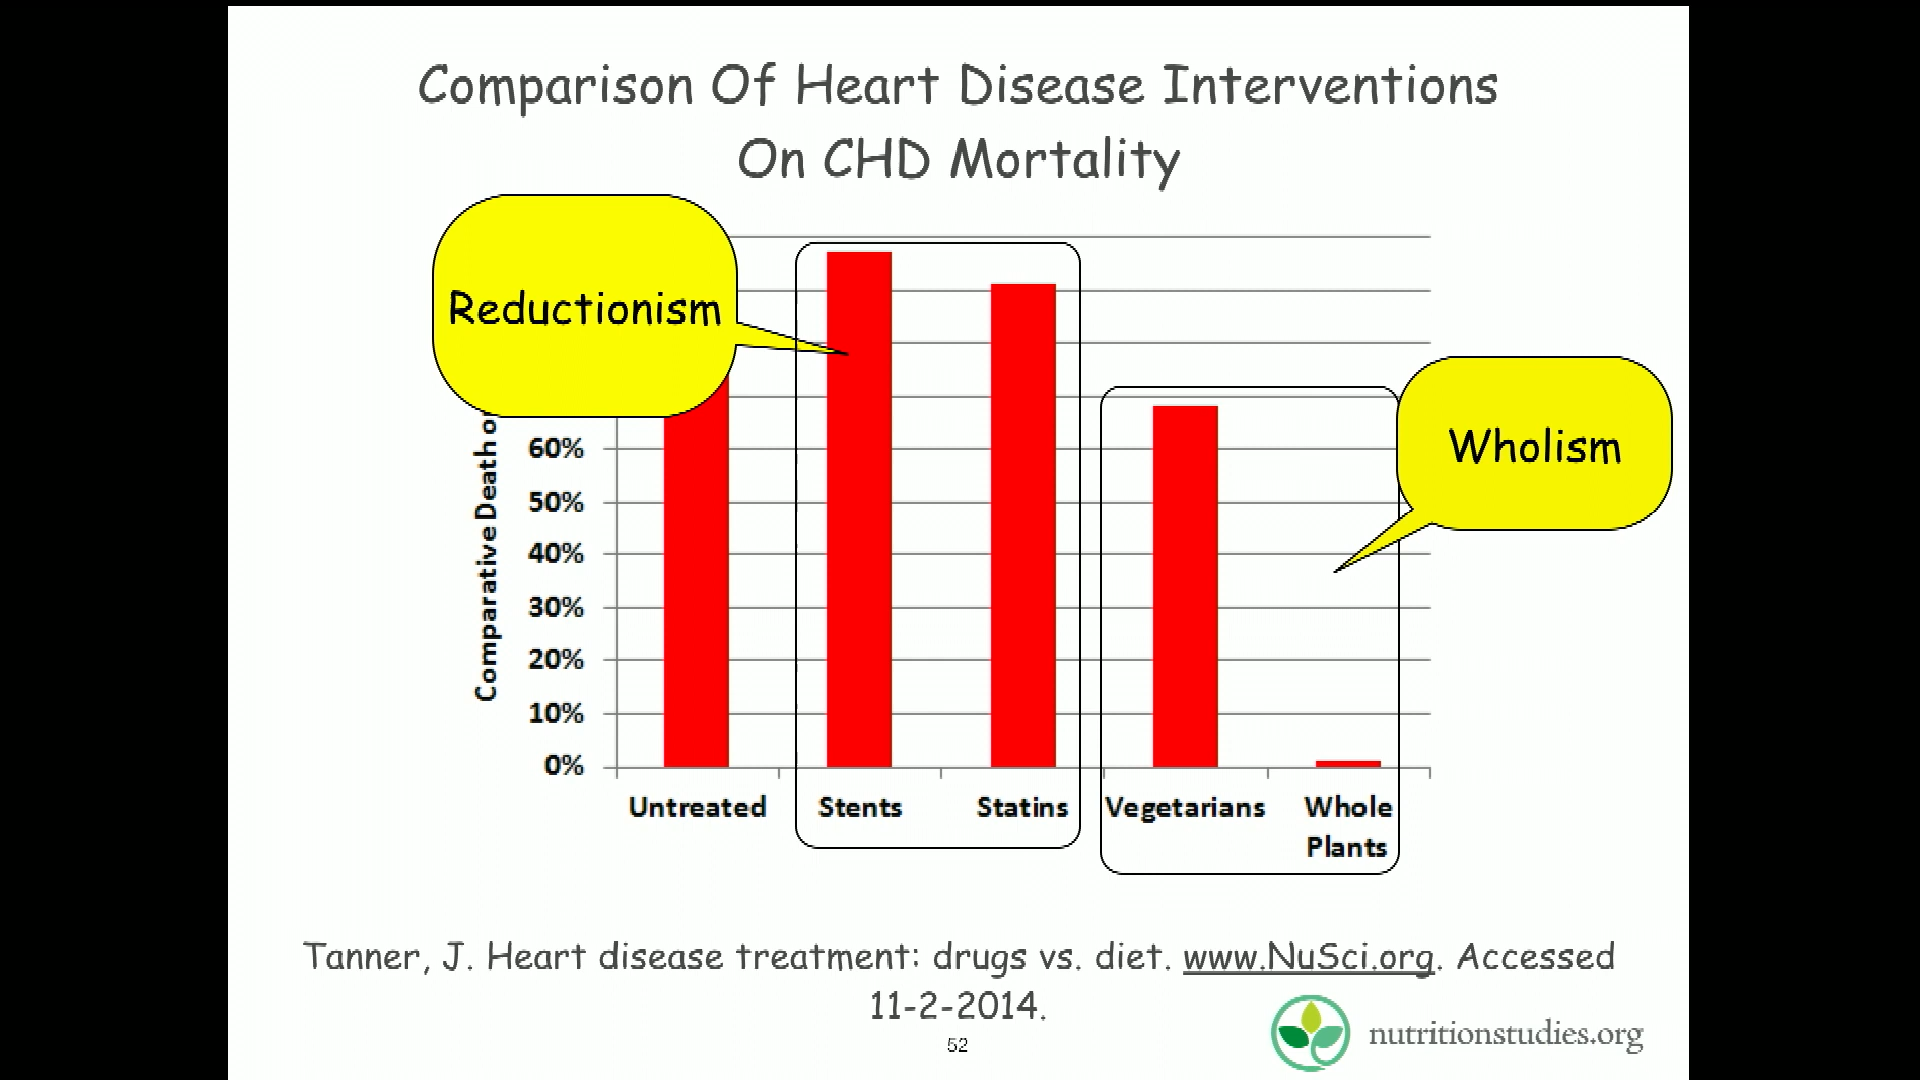 Comparison Of Heart Disease Interventions
On CHD Mortality
Reductionism
Wholism
Comparative Death o
60%
50%
40%
30%
20%
10%
0%
Untreated
Stents
Statins
Vegetarians
Whole
Plants
Tanner, J. Heart disease treatment: drugs vs. diet. www.NuSci.org. Accessed
11-2-2014.
52
nutritionstudies.org